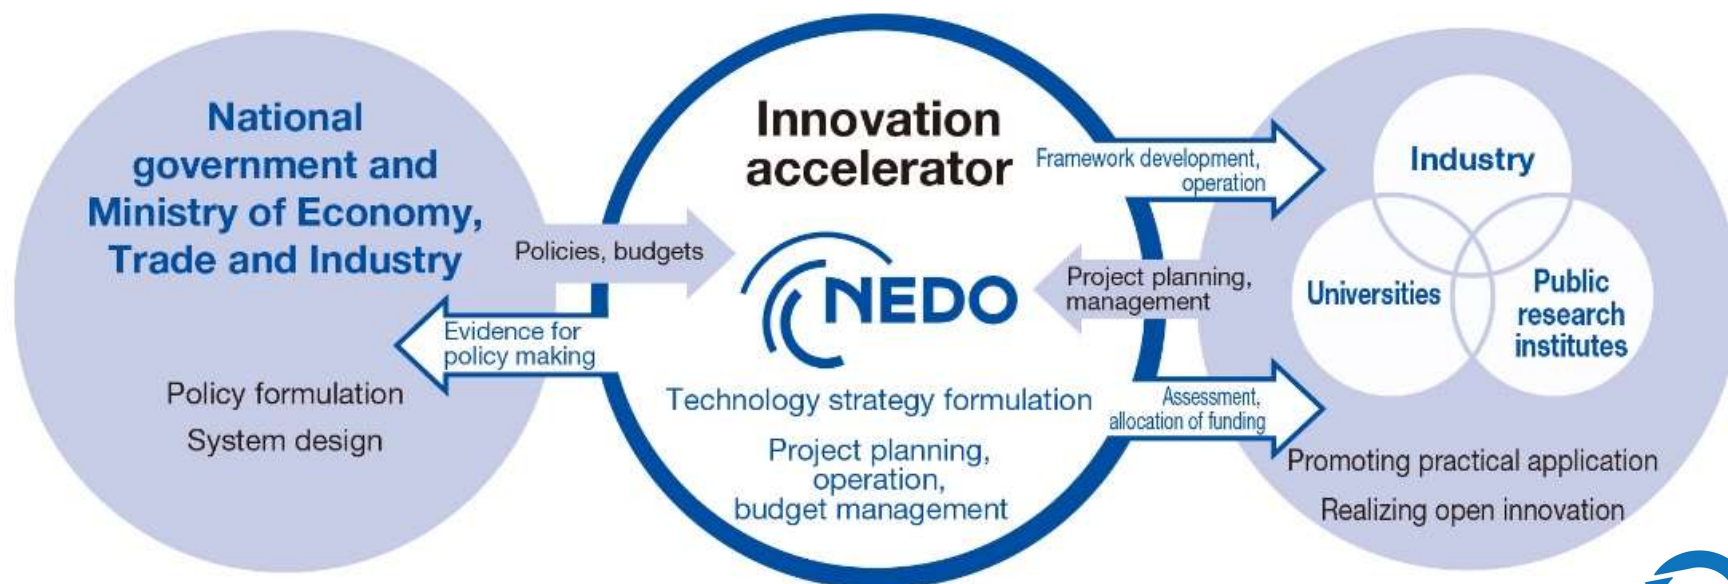 National
government and
Ministry of Economy,
Trade and Industry
Policy formulation
System design
Policies, budgets
Evidence for
policy making
Innovation
accelerator
NEDO
Technology strategy formulation
Project planning,
operation,
budget management
Framework development,
operation
Project planning,
management
Assessment,
allocation of funding
Industry
Universities
Public
research
institutes
Promoting practical application
Realizing open innovation